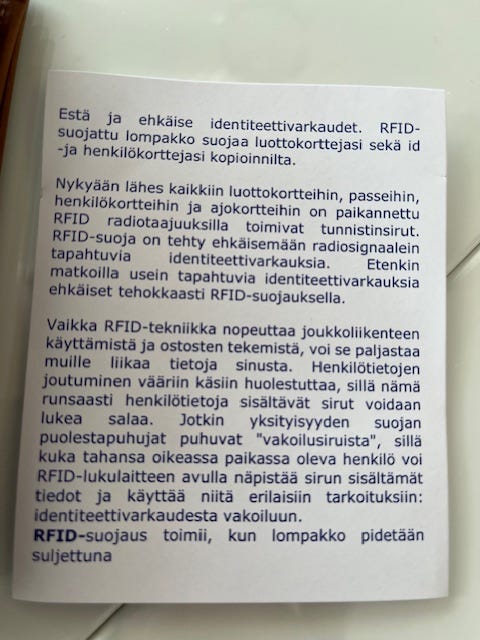 Estä ja ehkäise identiteettivarkaudet. RFID-
suojattu lompakko suojaa luottokorttejasi sekä id
-ja henkilökorttejasi kopioinnilta.
Nykyään lähes kaikkiin luottokortteihin, passeihin,
henkilökortteihin ja ajokortteihin on paikannettu
RFID radiotaajuuksilla toimivat tunnistinsirut.
RFID-suoja on tehty ehkäisemään radiosignaalein
tapahtuvia identiteettivarkauksia. Etenkin
matkoilla usein tapahtuvia identiteettivarkauksia
ehkäiset tehokkaasti RFID-suojauksella.
Vaikka RFID-tekniikka nopeuttaa joukkoliikenteen
käyttämistä ja ostosten tekemistä, voi se paljastaa
muille liikaa tietoja sinusta. Henkilötietojen
joutuminen vääriin käsiin huolestuttaa, sillä nämä
runsaasti henkilötietoja sisältävät sirut voidaan
lukea salaa. Jotkin yksityisyyden suojan
puolestapuhujat puhuvat "vakoilusiruista", sillä
kuka tahansa oikeassa paikassa oleva henkilö voi
RFID-lukulaitteen avulla näpistää sirun sisältämät
tiedot ja käyttää niitä erilaisiin tarkoituksiin:
identiteettivarkaudesta vakoiluun.
RFID-suojaus toimii, kun lompakko pidetään
suljettuna